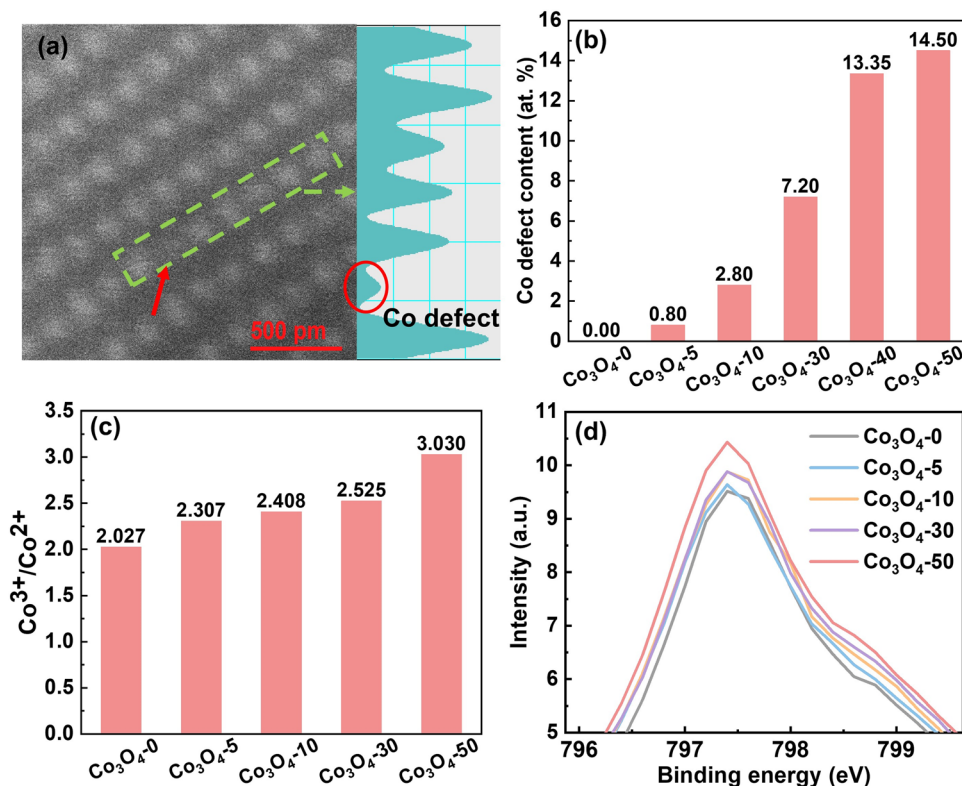 (a)
Co defect
500 pm
(b)
Co defect content (at. %)
16
14
12
10
8
6
4
2
0
0.00
0.80
2.80
7.20
13.35
14.50
Co₃O₄-0
Co₃O₄-5
Co₃O₄-10
Co₃O₄-30
Co₃O₄-40
Co₃O₄-50
(c)
Co³⁺/Co²⁺
3.5
3.0
2.5
2.0
1.5
1.0
0.5
0.0
2.027
2.307
2.408
2.525
3.030
Co₃O₄-0
Co₃O₄-5
Co₃O₄-10
Co₃O₄-30
Co₃O₄-50
(d)
Intensity (a.u.)
11
10
9
8
7
6
5
Co₃O₄-0
Co₃O₄-5
Co₃O₄-10
Co₃O₄-30
Co₃O₄-50
796
797
798
799
Binding energy (eV)